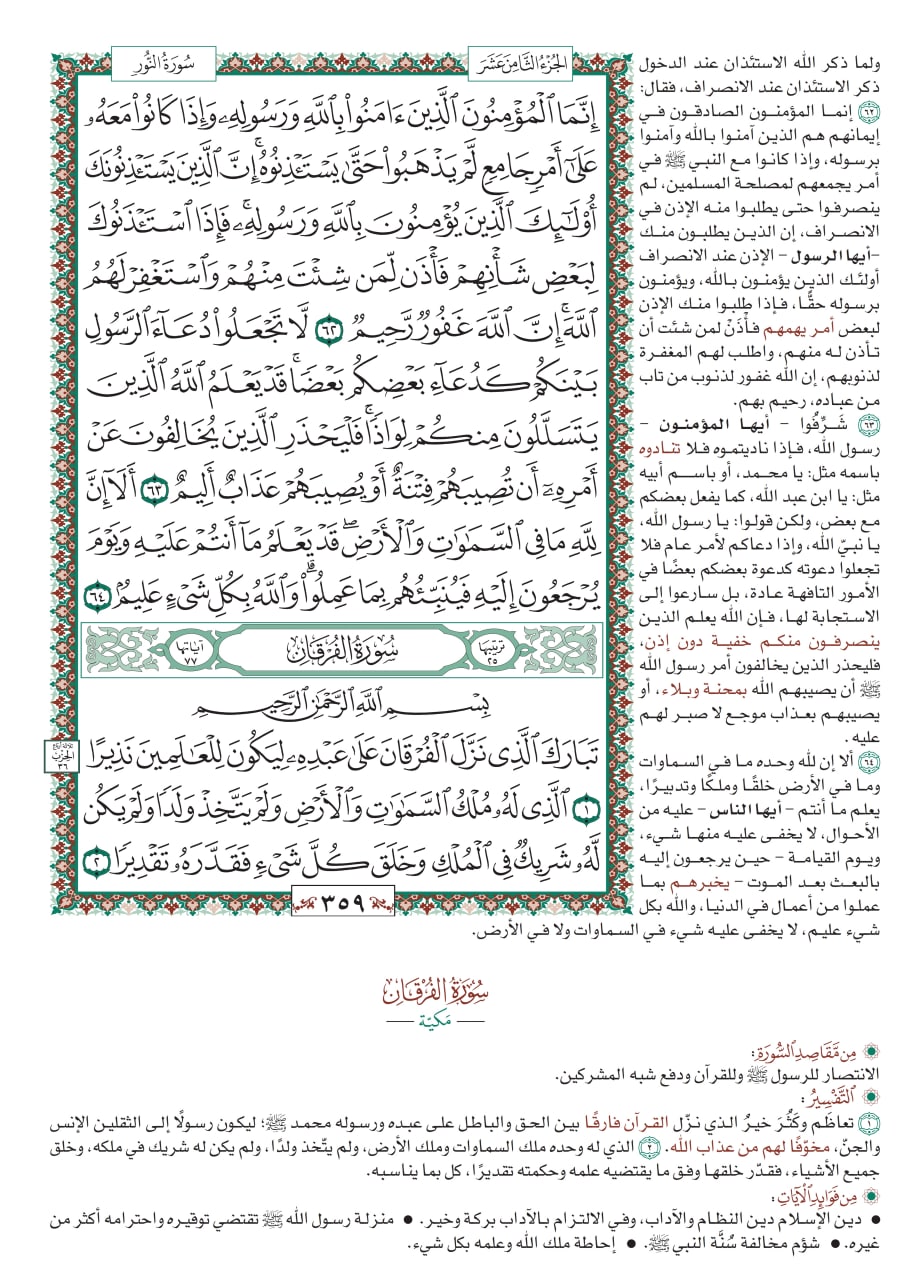 سُورَةُ النُّورِ
الجُزْءُ الثَّامِنَ عَشَرَ
إِنَّمَا ٱلْمُؤْمِنُونَ ٱلَّذِينَ ءَامَنُوا۟ بِٱللَّهِ وَرَسُولِهِۦ وَإِذَا كَانُوا۟ مَعَهُۥ
عَلَىٰٓ أَمْرٍ جَامِعٍ لَّمْ يَذْهَبُوا۟ حَتَّىٰ يَسْتَـْٔذِنُوهُ ۚ إِنَّ ٱلَّذِينَ يَسْتَـْٔذِنُونَكَ
أُو۟لَـٰٓئِكَ ٱلَّذِينَ يُؤْمِنُونَ بِٱللَّهِ وَرَسُولِهِۦ ۚ فَإِذَا ٱسْتَـْٔذَنُوكَ
لِبَعْضِ شَأْنِهِمْ فَأْذَن لِّمَن شِئْتَ مِنْهُمْ وَٱسْتَغْفِرْ لَهُمُ
ٱللَّهَ ۚ إِنَّ ٱللَّهَ غَفُورٌ رَّحِيمٌ ٦٢ لَّا تَجْعَلُوا۟ دُعَآءَ ٱلرَّسُولِ
بَيْنَكُمْ كَدُعَآءِ بَعْضِكُم بَعْضًا ۚ قَدْ يَعْلَمُ ٱللَّهُ ٱلَّذِينَ
يَتَسَلَّلُونَ مِنكُمْ لِوَاذًا ۚ فَلْيَحْذَرِ ٱلَّذِينَ يُخَالِفُونَ عَنْ
أَمْرِهِۦٓ أَن تُصِيبَهُمْ فِتْنَةٌ أَوْ يُصِيبَهُمْ عَذَابٌ أَلِيمٌ ٦٣ أَلَآ إِنَّ
لِلَّهِ مَا فِى ٱلسَّمَـٰوَٰتِ وَٱلْأَرْضِ ۖ قَدْ يَعْلَمُ مَآ أَنتُمْ عَلَيْهِ وَيَوْمَ
يُرْجَعُونَ إِلَيْهِ فَيُنَبِّئُهُم بِمَا عَمِلُوا۟ ۗ وَٱللَّهُ بِكُلِّ شَىْءٍ عَلِيمٌۢ ٦٤
ترتيبها ٢٥ سُورَةُ الفُرْقَانِ آياتها ٧٧
بِسْمِ ٱللَّهِ ٱلرَّحْمَـٰنِ ٱلرَّحِيمِ
تَبَارَكَ ٱلَّذِى نَزَّلَ ٱلْفُرْقَانَ عَلَىٰ عَبْدِهِۦ لِيَكُونَ لِلْعَـٰلَمِينَ نَذِيرًا
١ ٱلَّذِى لَهُۥ مُلْكُ ٱلسَّمَـٰوَٰتِ وَٱلْأَرْضِ وَلَمْ يَتَّخِذْ وَلَدًا وَلَمْ يَكُن
لَّهُۥ شَرِيكٌ فِى ٱلْمُلْكِ وَخَلَقَ كُلَّ شَىْءٍ فَقَدَّرَهُۥ تَقْدِيرًا ٢
ثلاثة أرباع
الحزب
٣٦
٣٥٩
ولما ذكر الله الاستئذان عند الدخول
ذكر الاستئذان عند الانصراف، فقال:
٦٢ إنما المؤمنون الصادقون في
إيمانهم هم الذين آمنوا بالله وآمنوا
برسوله، وإذا كانوا مع النبي ﷺ في
أمر يجمعهم لمصلحة المسلمين، لم
ينصرفوا حتى يطلبوا منه الإذن في
الانصراف، إن الذين يطلبون منك
-أيها الرسول - الإذن عند الانصراف
أولئك الذين يؤمنون بالله، ويؤمنون
برسوله حقًّا، فإذا طلبوا منك الإذن
لبعض أمر يهمهم فأْذَنْ لمن شئت أن
تأذن له منهم، واطلب لهم المغفرة
لذنوبهم، إن الله غفور لذنوب من تاب
من عباده، رحيم بهم.
٦٣ شَرِّفُوا - أيها المؤمنون -
رسول الله، فإذا ناديتموه فلا تنادوه
باسمه مثل: يا محمد، أو باسم أبيه
مثل: يا ابن عبد الله، كما يفعل بعضكم
مع بعض، ولكن قولوا: يا رسول الله،
يا نبيّ الله، وإذا دعاكم لأمر عام فلا
تجعلوا دعوته كدعوة بعضكم بعضًا في
الأمور التافهة عادة، بل سارعوا إلى
الاستجابة لها، فإن الله يعلم الذين
ينصرفون منكم خفية دون إذن،
فليحذر الذين يخالفون أمر رسول الله
ﷺ أن يصيبهم الله بمحنة وبلاء، أو
يصيبهم بعذاب موجع لا صبر لهم
عليه.
٦٤ ألا إن لله وحده ما في السماوات
وما في الأرض خلقًا وملكًا وتدبيرًا،
يعلم ما أنتم - أيها الناس - عليه من
الأحوال، لا يخفى عليه منها شيء،
ويوم القيامة - حين يرجعون إليه
بالبعث بعد الموت - يخبرهم بما
عملوا من أعمال في الدنيا، والله بكل
شيء عليم، لا يخفى عليه شيء في السماوات ولا في الأرض.
سُورَةُ الفُرْقَانِ
— مَكيّة —
مِن مَّقَاصِدِ السُّورَةِ:
الانتصار للرسول ﷺ وللقرآن ودفع شبه المشركين.
التَّفْسِيرُ:
١ تعاظَم وكَثُرَ خيرُ الذي نزّل القرآن فارقًا بين الحق والباطل على عبده ورسوله محمد ﷺ؛ ليكون رسولًا إلى الثقلين الإنس
والجنّ، مخوّفًا لهم من عذاب الله. ٢ الذي له وحده ملك السماوات وملك الأرض، ولم يتّخذ ولدًا، ولم يكن له شريك في ملكه، وخلق
جميع الأشياء، فقدّر خلقها وفق ما يقتضيه علمه وحكمته تقديرًا، كل بما يناسبه.
مِن فَوَائِدِ الآيَاتِ:
• دين الإسلام دين النظام والآداب، وفي الالتزام بالآداب بركة وخير. • منزلة رسول الله ﷺ تقتضي توقيره واحترامه أكثر من
غيره. • شؤم مخالفة سُنَّة النبي ﷺ. • إحاطة ملك الله وعلمه بكل شيء.